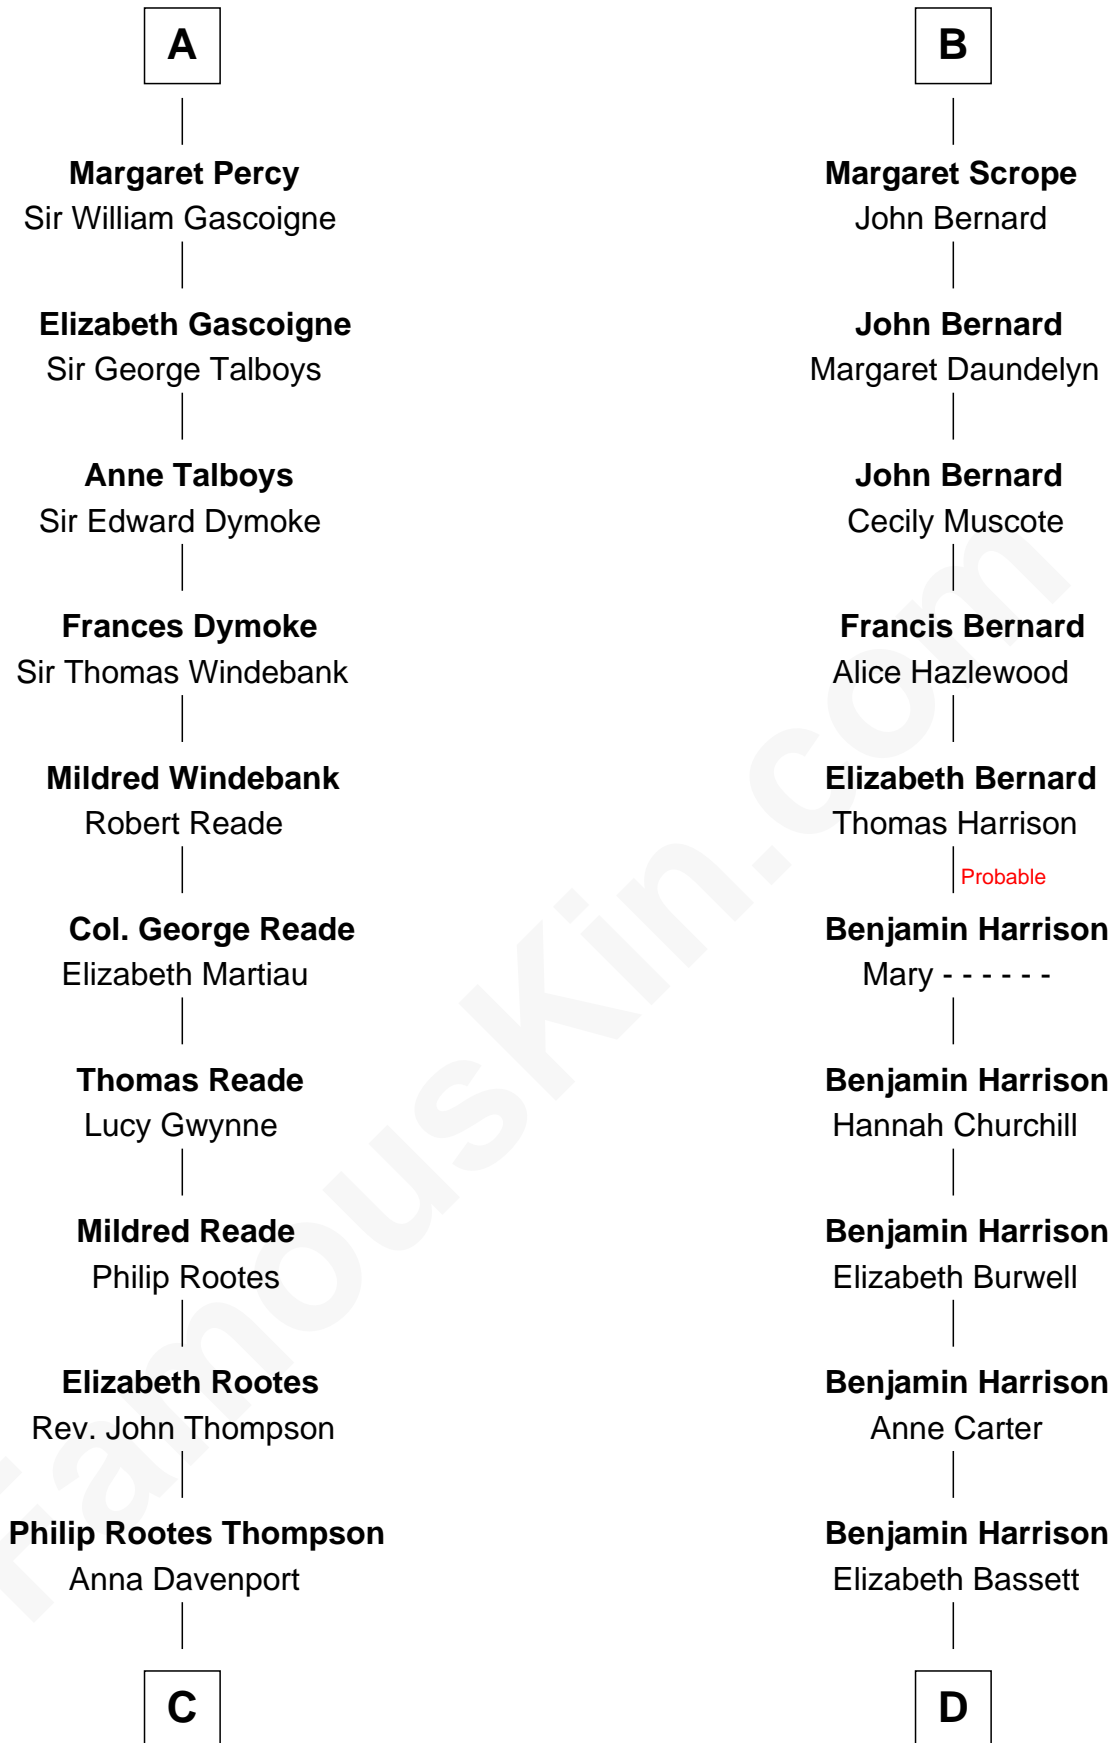 A
Margaret Percy
Sir William Gascoigne
Elizabeth Gascoigne
Sir George Talboys
Anne Talboys
Sir Edward Dymoke
Frances Dymoke
Sir Thomas Windebank
Mildred Windebank
Robert Reade
Col. George Reade
Elizabeth Martiau
Thomas Reade
Lucy Gwynne
Mildred Reade
Philip Rootes
Elizabeth Rootes
Rev. John Thompson
Philip Rootes Thompson
Anna Davenport
C
B
Margaret Scrope
John Bernard
John Bernard
Margaret Daundelyn
John Bernard
Cecily Muscote
Francis Bernard
Alice Hazlewood
Elizabeth Bernard
Thomas Harrison
Probable
Benjamin Harrison
Mary - - - - - -
Benjamin Harrison
Hannah Churchill
Benjamin Harrison
Elizabeth Burwell
Benjamin Harrison
Anne Carter
Benjamin Harrison
Elizabeth Bassett
D
FamousKin.com